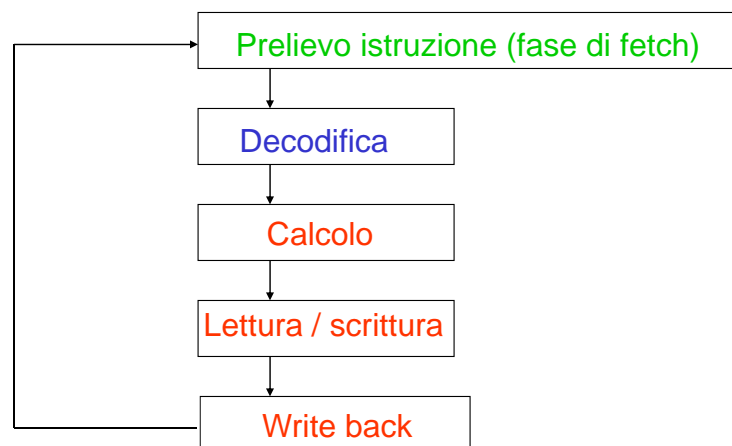 Prelievo istruzione (fase di fetch)
Decodifica
Calcolo
Lettura / scrittura
Write back